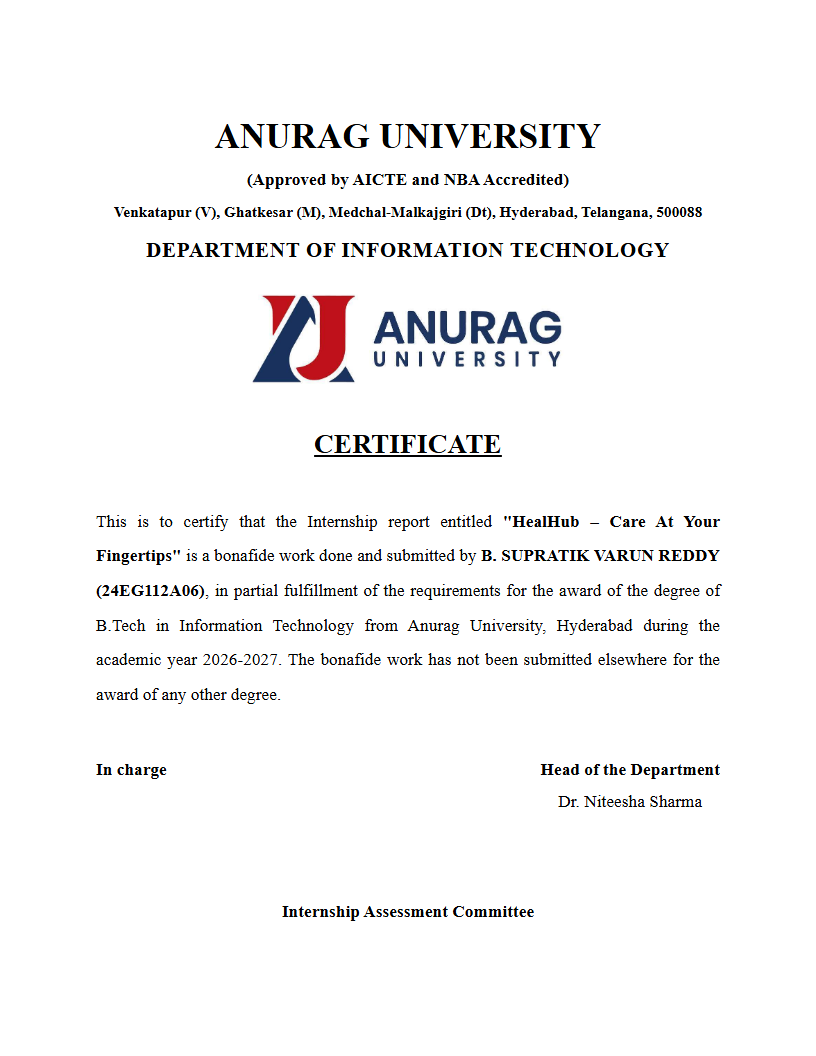 ANURAG UNIVERSITY
(Approved by AICTE and NBA Accredited)
Venkatapur (V), Ghatkesar (M), Medchal-Malkajgiri (Dt), Hyderabad, Telangana, 500088
DEPARTMENT OF INFORMATION TECHNOLOGY
ANURAG
UNIVERSITY
CERTIFICATE
This is to certify that the Internship report entitled "HealHub – Care At Your
Fingertips" is a bonafide work done and submitted by B. SUPRATIK VARUN REDDY
(24EG112A06), in partial fulfillment of the requirements for the award of the degree of
B.Tech in Information Technology from Anurag University, Hyderabad during the
academic year 2026-2027. The bonafide work has not been submitted elsewhere for the
award of any other degree.
In charge
Head of the Department
Dr. Niteesha Sharma
Internship Assessment Committee